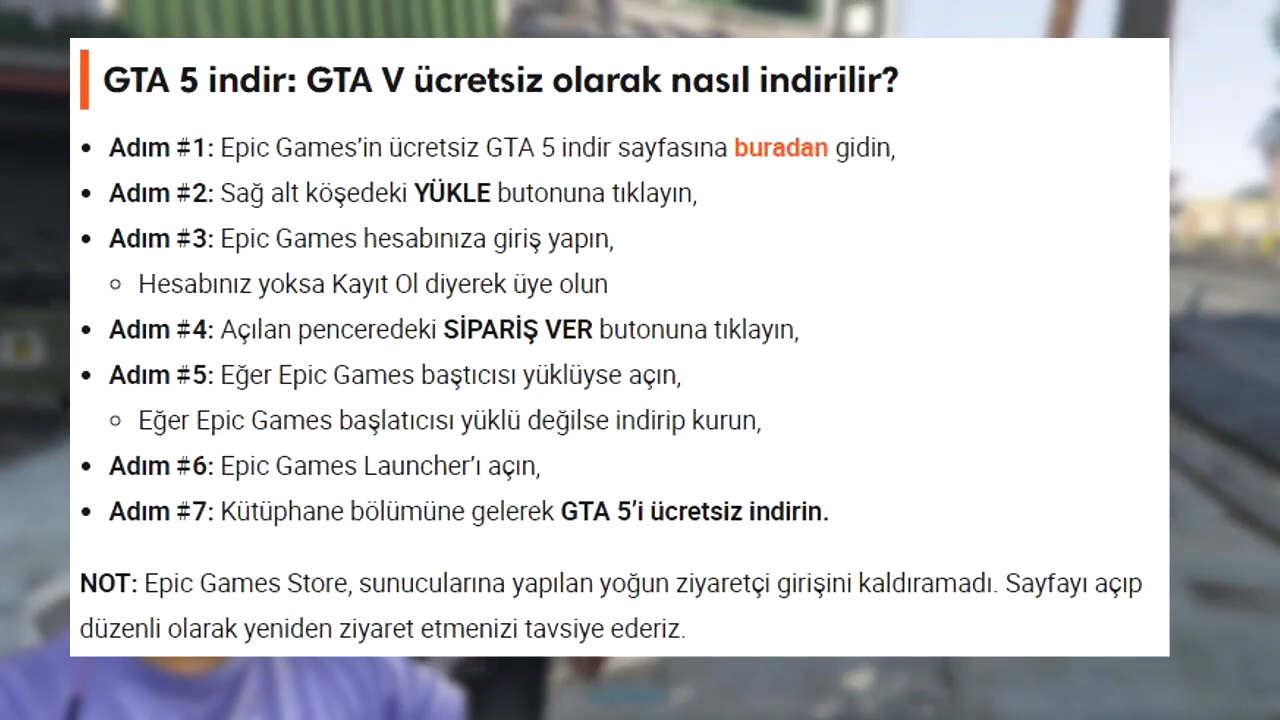 GTA 5 indir: GTA V ücretsiz olarak nasıl indirilir?
• Adım #1: Epic Games'in ücretsiz GTA 5 indir sayfasına buradan gidin,
• Adım #2: Sağ alt köşedeki YÜKLE butonuna tıklayın,
• Adım #3: Epic Games hesabınıza giriş yapın,
○ Hesabınız yoksa Kayıt Ol diyerek üye olun
• Adım #4: Açılan penceredeki SİPARİŞ VER butonuna tıklayın,
• Adım #5: Eğer Epic Games baştıcısı yüklüyse açın,
○ Eğer Epic Games başlatıcısı yüklü değilse indirip kurun,
• Adım #6: Epic Games Launcher'ı açın,
• Adım #7: Kütüphane bölümüne gelerek GTA 5'i ücretsiz indirin.
NOT: Epic Games Store, sunucularına yapılan yoğun ziyaretçi girişini kaldıramadı. Sayfayı açıp
düzenli olarak yeniden ziyaret etmenizi tavsiye ederiz.